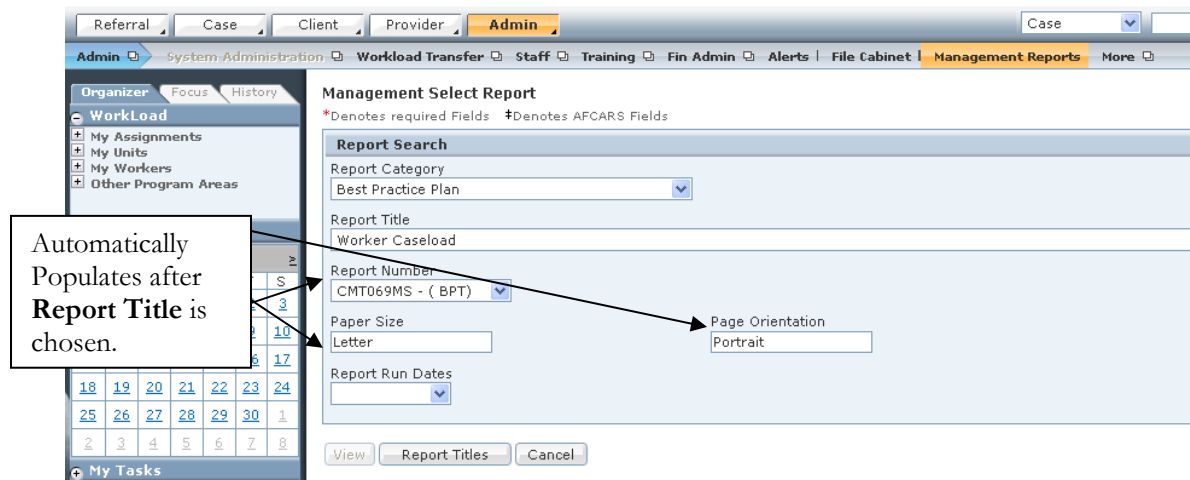 Referral Case Client Provider Admin Case
Admin System Administration Workload Transfer Staff Training Fin Admin Alerts | File Cabinet | Management Reports More
Organizer Focus History
WorkLoad
My Assignments
My Units
My Workers
Other Program Areas
Automatically
Populates after
Report Title is
chosen.
S
3
10
17
18 19 20 21 22 23 24
25 26 27 28 29 30 1
2 3 4 5 6 7 8
My Tasks
Management Select Report
*Denotes required Fields ‡Denotes AFCARS Fields
Report Search
Report Category
Best Practice Plan
Report Title
Worker Caseload
Report Number
CMT069MS - ( BPT)
Paper Size Page Orientation
Letter Portrait
Report Run Dates
View Report Titles Cancel